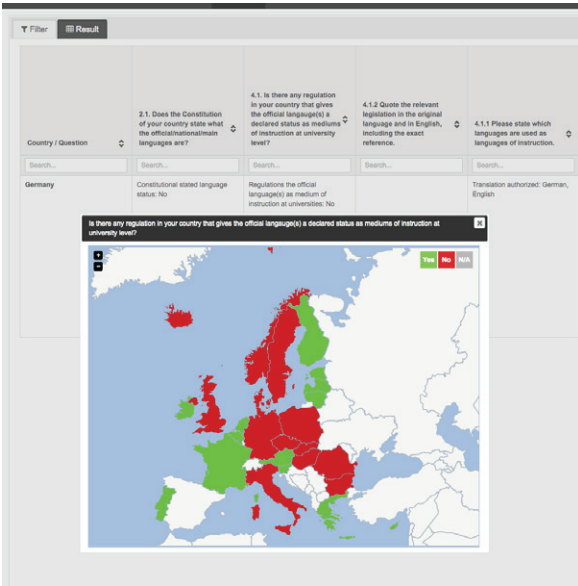 Filter
Result
Country / Question
2.1. Does the Constitution
of your country state what
the official/national/main
languages are?
4.1. Is there any regulation
in your country that gives
the official langauge(s) a
declared status as mediums
of instruction at university
level?
4.1.2 Quote the relevant
legislation in the original
language and in English,
including the exact
reference.
4.1.1 Please state which
languages are used as
languages of instruction.
Search...
Search...
Search...
Search...
Search...
Germany
Constitutional stated language
status: No
Regulations the official
language(s) as medium of
instruction at universities: No
Translation authorized: German,
English
Is there any regulation in your country that gives the official langauge(s) a declared status as mediums of instruction at
university level?
x
+
-
Yes
No
N/A